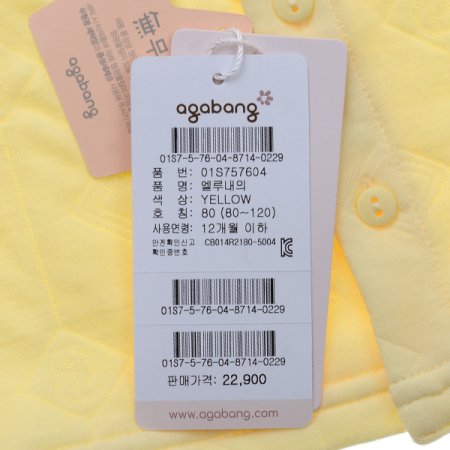 agabang
無
agabang
01S7-5-76-04-8714-0229
품 번: 01S757604
품 명: 엘루내의
색 상: YELLOW
호 칭: 80 (80~120)
사용연령: 12개월 이하
안전확인신고 CB014R2180-5004
확인증번호
01S7-5-76-04-8714-0229
01S7-5-76-04-8714-0229
판매가격: 22,900
www.agabang.com